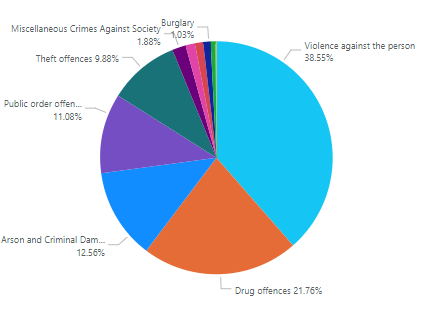 Miscellaneous Crimes Against Society
1.88%
Burglary
1.03%
Violence against the person
38.55%
Theft offences 9.88%
Public order offen...
11.08%
Arson and Criminal Dam...
12.56%
Drug offences 21.76%